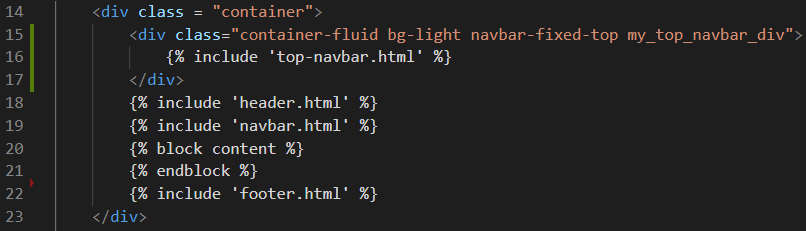 14 <div class = "container">
15 <div class="container-fluid bg-light navbar-fixed-top my_top_navbar_div">
16 {% include 'top-navbar.html' %}
17 </div>
18 {% include 'header.html' %}
19 {% include 'navbar.html' %}
20 {% block content %}
21 {% endblock %}
22 {% include 'footer.html' %}
23 </div>